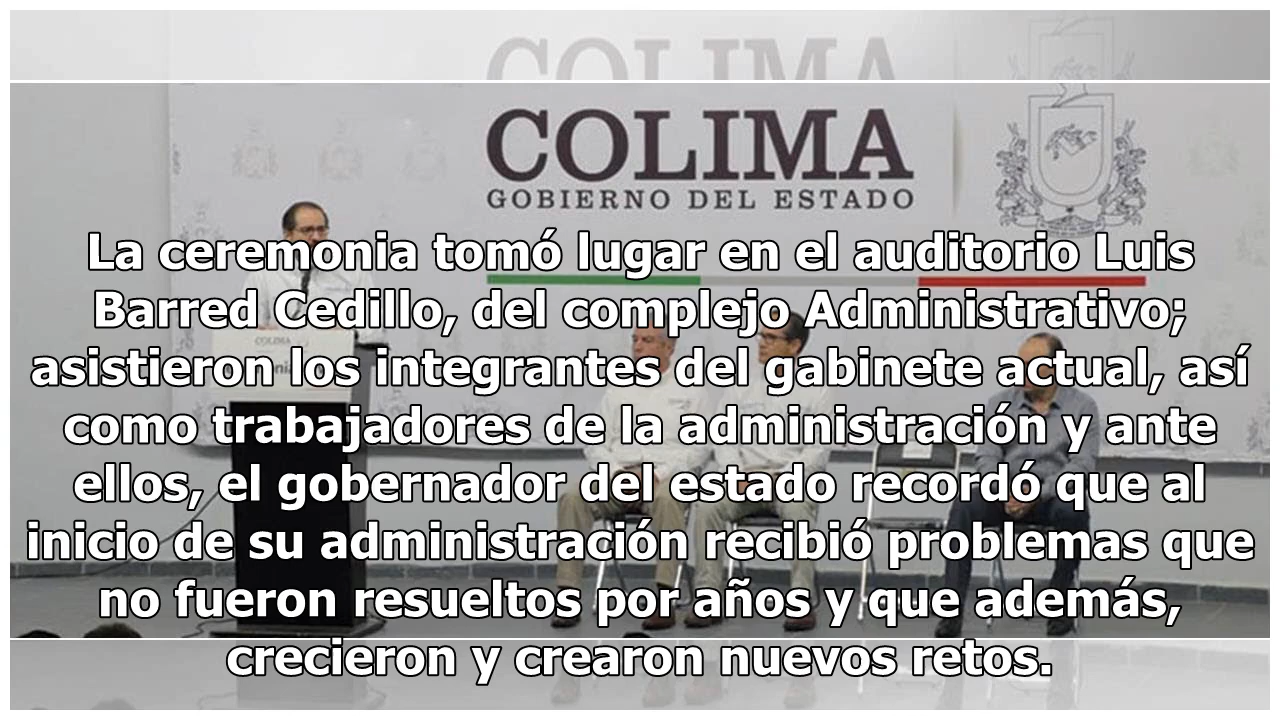 COLIMA
COLIMA
GOBIERNO DEL ESTADO
La ceremonia tomó lugar en el auditorio Luis
Barred Cedillo, del complejo Administrativo;
asistieron los integrantes del gabinete actual, así
como trabajadores de la administración y ante
ellos, el gobernador del estado recordó que al
inicio de su administración recibió problemas que
no fueron resueltos por años y que además,
crecieron y crearon nuevos retos.
COLIMA